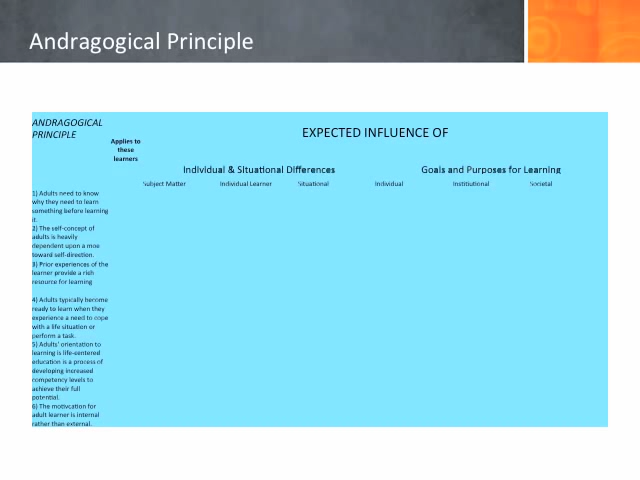 Andragogical Principle
ANDRAGOGICAL
PRINCIPLE
Applies to
these
learners
EXPECTED INFLUENCE OF
Individual & Situational Differences
Goals and Purposes for Learning
Subject Matter
Individual Learner
Situational
Individual
Institutional
Societal
1) Adults need to know
why they need to learn
something before learning
it.
2) The self-concept of
adults is heavily
dependent upon a moe
toward self-direction.
3) Prior experiences of the
learner provide a rich
resource for learning
4) Adults typically become
ready to learn when they
experience a need to cope
with a life situation or
perform a task.
5) Adults' orientation to
learning is life-centered
education is a process of
developing increased
competency levels to
achieve their full
potential.
6) The motivcation for
adult learner is internal
rather than external.